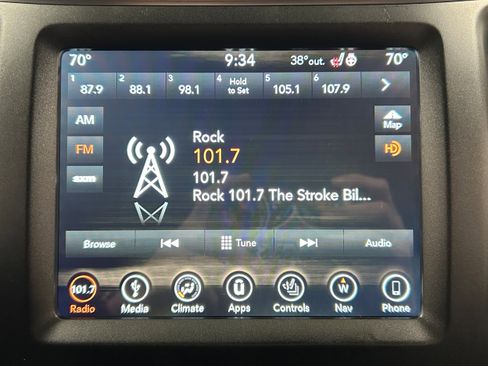 70° 9:34 38°out. 70°
1 87.9 2 88.1 3 98.1 4 Hold to Set 5 105.1 6 107.9
AM
Map
Rock
FM
101.7
HD
101.7
sxm
Rock 101.7 The Stroke Bil...
Browse Tune Audio
101.7 W
Radio Media Climate Apps Controls Nav Phone